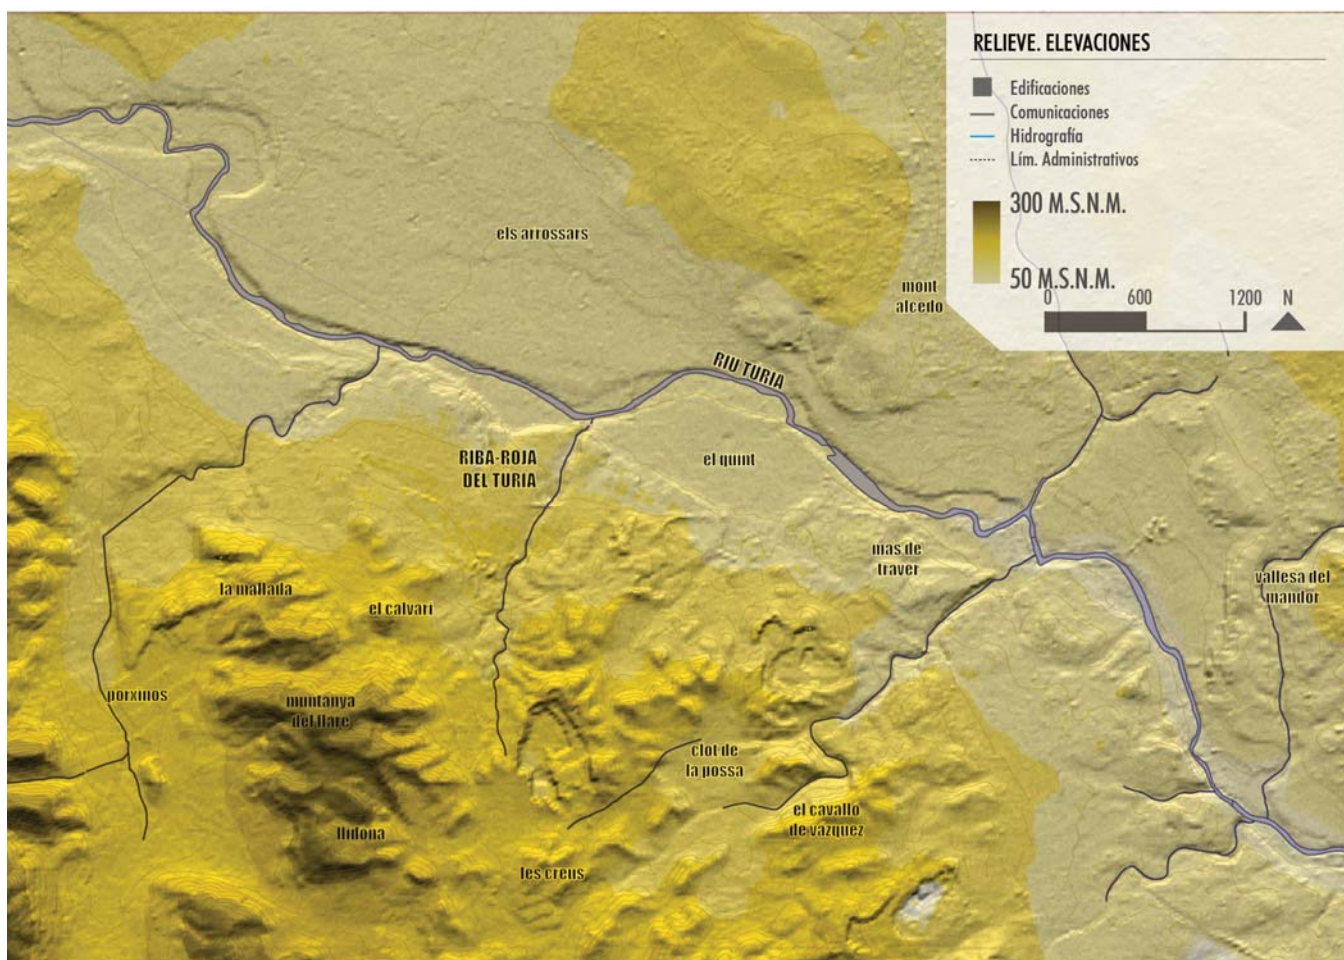 RELIEVE. ELEVACIONES
Edificaciones
Comunicaciones
Hidrografía
Lím. Administrativos
300 M.S.N.M.
50 M.S.N.M.
0 600 1200 N
els arrossars
mont
alcedo
RIU TURIA
RIBA-ROJA
DEL TURIA
el quint
mas de
traver
vallesa del
mandor
la mallada
el calvari
porxinos
muntanya
del llare
clot de
la possa
el cavallo
de vazquez
llidona
les creus